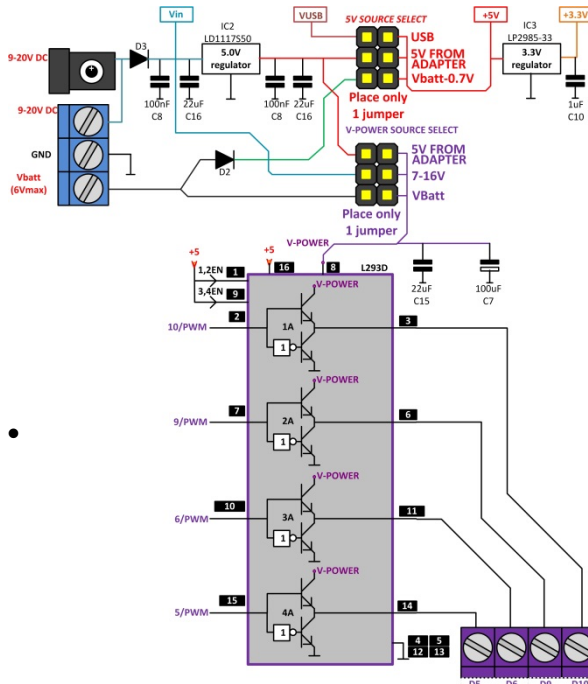 Vin
VUSB
5V SOURCE SELECT
+5V
+3.3V
IC2
LD1117S50
IC3
LP2985-33
D3
9-20V DC
5.0V
regulator
USB
5V FROM
ADAPTER
Vbatt-0.7V
3.3V
regulator
100nF
C8
22uF
C16
100nF
C8
22uF
C16
Place only
1 jumper
1uF
C10
9-20V DC
V-POWER SOURCE SELECT
GND
Vbatt
(6Vmax)
D2
5V FROM
ADAPTER
7-16V
VBatt
Place only
1 jumper
V-POWER
+5
+5
1,2EN
1
16
8
L293D
3,4EN
9
22uF
C15
100uF
C7
V-POWER
2
10/PWM
1A
1
3
V-POWER
7
9/PWM
2A
1
6
V-POWER
10
6/PWM
3A
1
11
V-POWER
15
5/PWM
4A
1
14
4
5
12
13
D5
D6
D9
D10